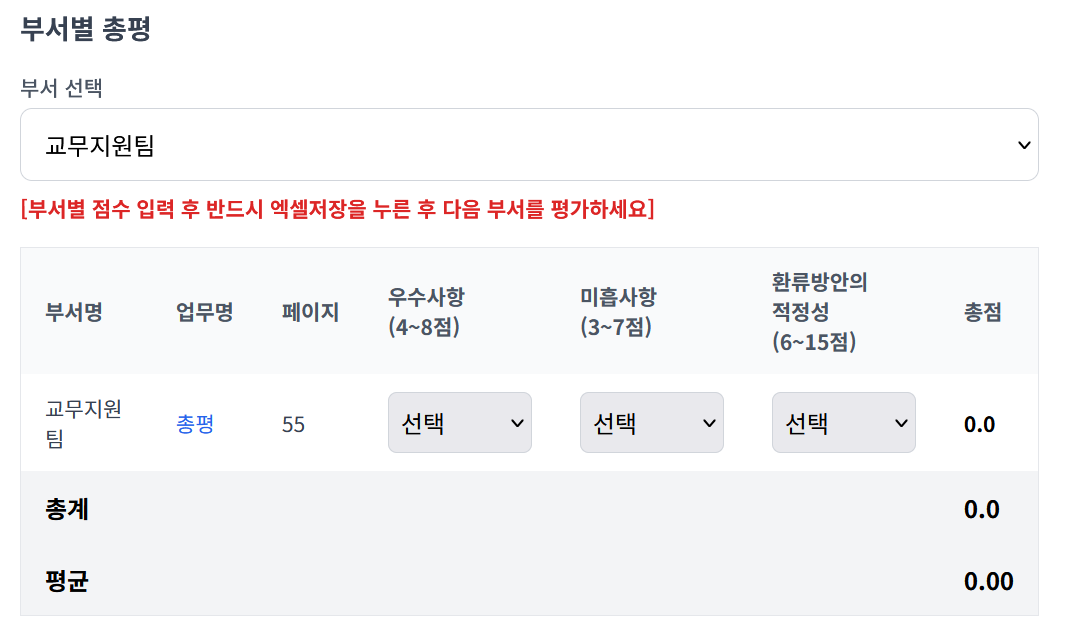 부서별 총평
부서 선택
교무지원팀
[부서별 점수 입력 후 반드시 엑셀저장을 누른 후 다음 부서를 평가하세요]
부서명 업무명 페이지 우수사항 (4~8점) 미흡사항 (3~7점) 환류방안의 적정성 (6~15점) 총점
교무지원팀 총평 55 선택 선택 선택 0.0
총계 0.0
평균 0.00